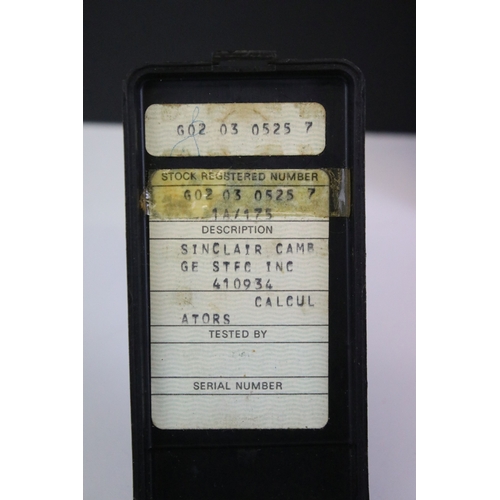 G02 03 0525 7
STOCK REGISTERED NUMBER
G02 03 0525 7
1A/175
DESCRIPTION
SINCLAIR CAMB
GE STFC INC
410934
CALCUL
ATORS
TESTED BY
SERIAL NUMBER